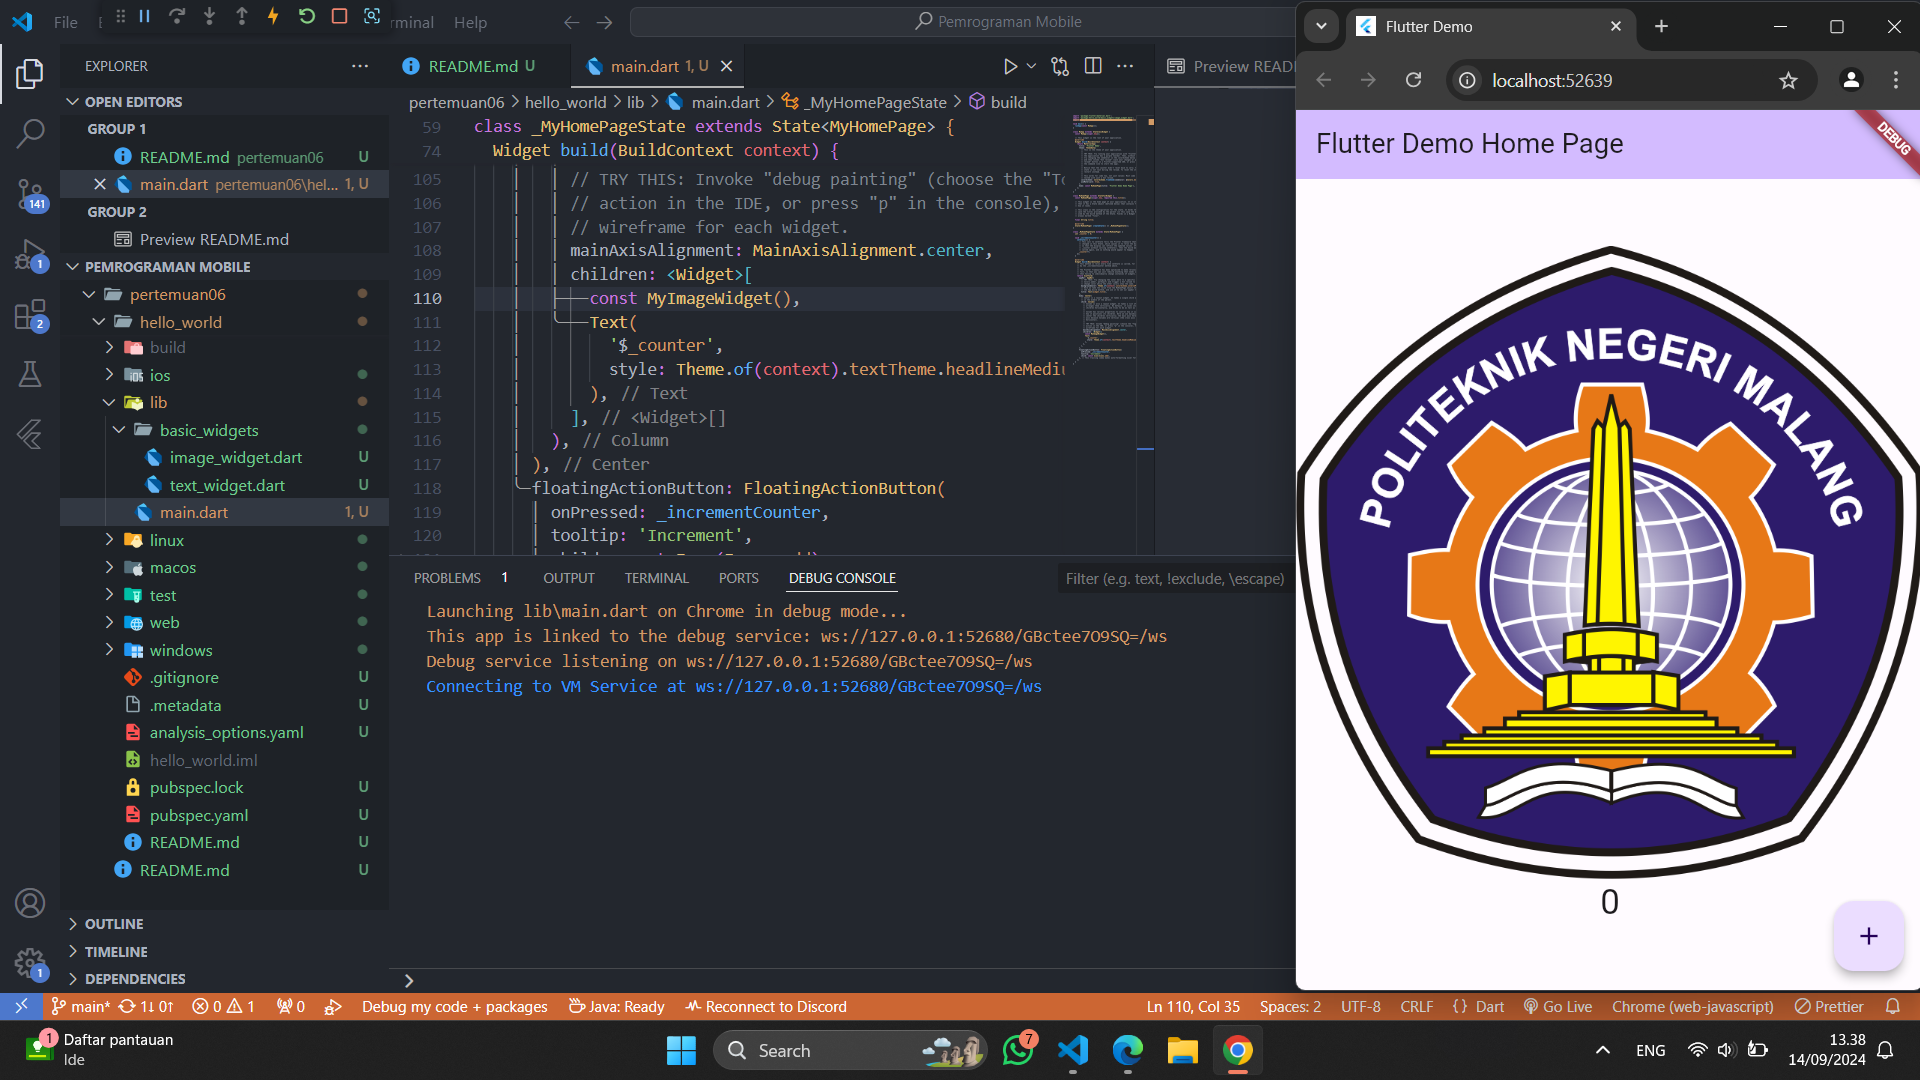 File
Terminal
Help
Pemrograman Mobile
EXPLORER
OPEN EDITORS
GROUP 1
README.md pertemuan06 U
main.dart pertemuan06\hel... 1, U
GROUP 2
Preview README.md
PEMROGRAMAN MOBILE
pertemuan06
hello_world
build
ios
lib
basic_widgets
image_widget.dart U
text_widget.dart U
main.dart 1, U
linux
macos
test
web
windows
.gitignore U
.metadata U
analysis_options.yaml U
hello_world.iml
pubspec.lock U
pubspec.yaml U
README.md U
README.md U
OUTLINE
TIMELINE
DEPENDENCIES
141
1
2
1
README.md U
main.dart 1, U
Preview READ
pertemuan06 > hello_world > lib > main.dart > _MyHomePageState > build
59 class _MyHomePageState extends State<MyHomePage> {
74 Widget build(BuildContext context) {
105 // TRY THIS: Invoke "debug painting" (choose the "To
106 // action in the IDE, or press "p" in the console),
107 // wireframe for each widget.
108 mainAxisAlignment: MainAxisAlignment.center,
109 children: <Widget>[
110 const MyImageWidget(),
111 Text(
112 '$_counter',
113 style: Theme.of(context).textTheme.headlineMediu
114 ), // Text
115 ], // <Widget>[]
116 ), // Column
117 ), // Center
118 floatingActionButton: FloatingActionButton(
119 onPressed: _incrementCounter,
120 tooltip: 'Increment',
PROBLEMS 1 OUTPUT TERMINAL PORTS DEBUG CONSOLE
Filter (e.g. text, !exclude, \escape)
Launching lib\main.dart on Chrome in debug mode...
This app is linked to the debug service: ws://127.0.0.1:52680/GBctee7O9SQ=/ws
Debug service listening on ws://127.0.0.1:52680/GBctee7O9SQ=/ws
Connecting to VM Service at ws://127.0.0.1:52680/GBctee7O9SQ=/ws
Flutter Demo
localhost:52639
Flutter Demo Home Page
DEBUG
POLITEKNIK NEGERI MALANG
0
+
main* 1↓ 0↑ 0 1 0 Debug my code + packages Java: Ready Reconnect to Discord
Ln 110, Col 35 Spaces: 2 UTF-8 CRLF {} Dart Go Live Chrome (web-javascript) Prettier
1
Daftar pantauan
Ide
Search
7
ENG
13.38
14/09/2024